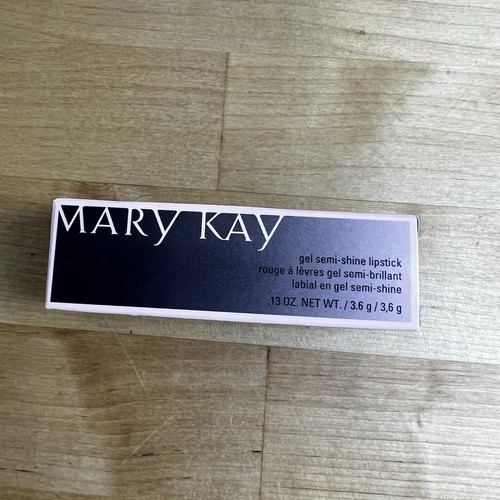 MARY KAY
gel semi-shine lipstick
rouge à lèvres gel semi-brillant
labial en gel semi-shine
.13 OZ. NET WT. / 3.6 g / 3,6 g